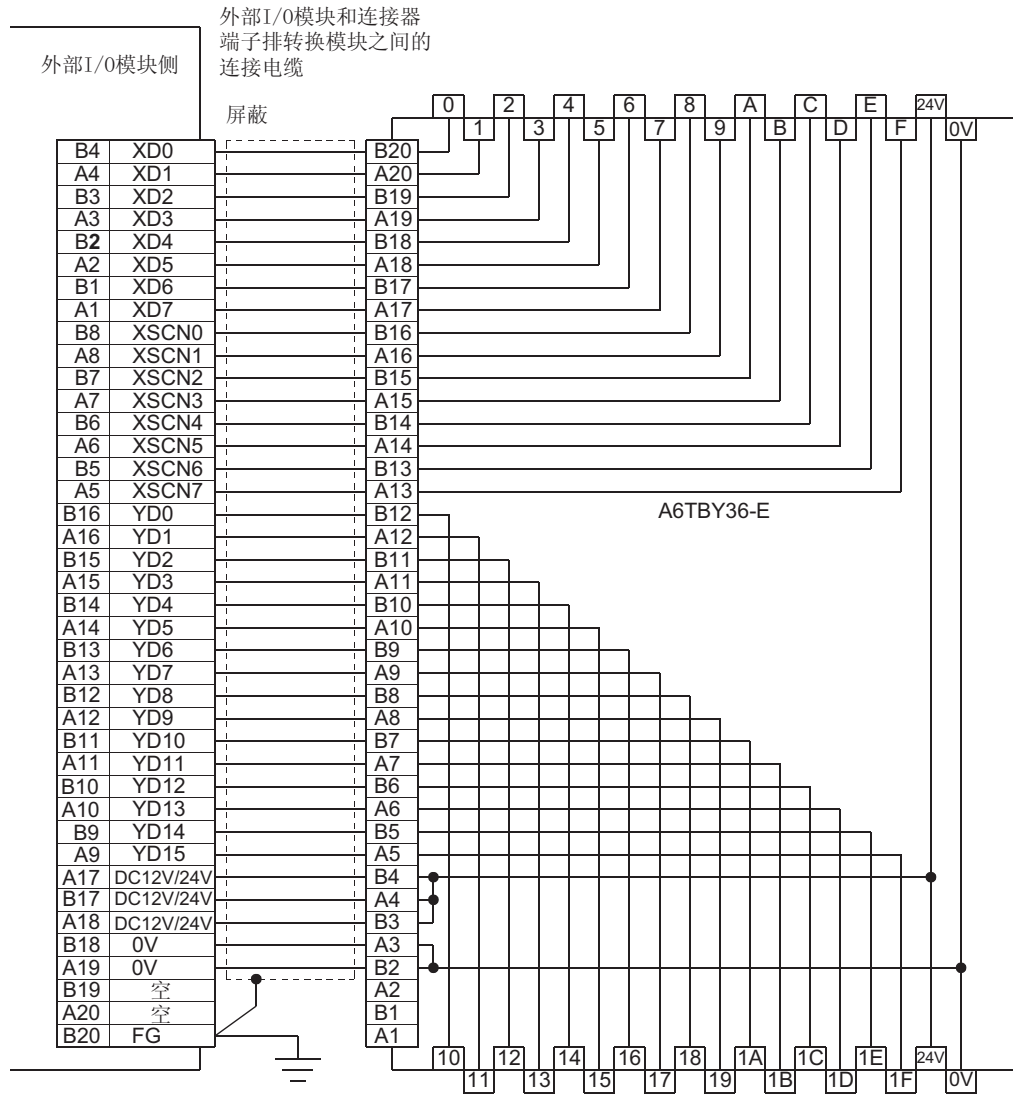 外部I/O模块和连接器
端子排转换模块之间的
连接电缆
外部I/O模块侧
屏蔽
0 2 4 6 8 A C E 24V
1 3 5 7 9 B D F 0V
B4 XD0 B20
A4 XD1 A20
B3 XD2 B19
A3 XD3 A19
B2 XD4 B18
A2 XD5 A18
B1 XD6 B17
A1 XD7 A17
B8 XSCN0 B16
A8 XSCN1 A16
B7 XSCN2 B15
A7 XSCN3 A15
B6 XSCN4 B14
A6 XSCN5 A14
B5 XSCN6 B13
A5 XSCN7 A13
A6TBY36-E
B16 YD0 B12
A16 YD1 A12
B15 YD2 B11
A15 YD3 A11
B14 YD4 B10
A14 YD5 A10
B13 YD6 B9
A13 YD7 A9
B12 YD8 B8
A12 YD9 A8
B11 YD10 B7
A11 YD11 A7
B10 YD12 B6
A10 YD13 A6
B9 YD14 B5
A9 YD15 A5
A17 DC12V/24V B4
B17 DC12V/24V A4
A18 DC12V/24V B3
B18 0V A3
A19 0V B2
B19 空 A2
A20 空 B1
B20 FG A1
10 12 14 16 18 1A 1C 1E 24V
11 13 15 17 19 1B 1D 1F 0V